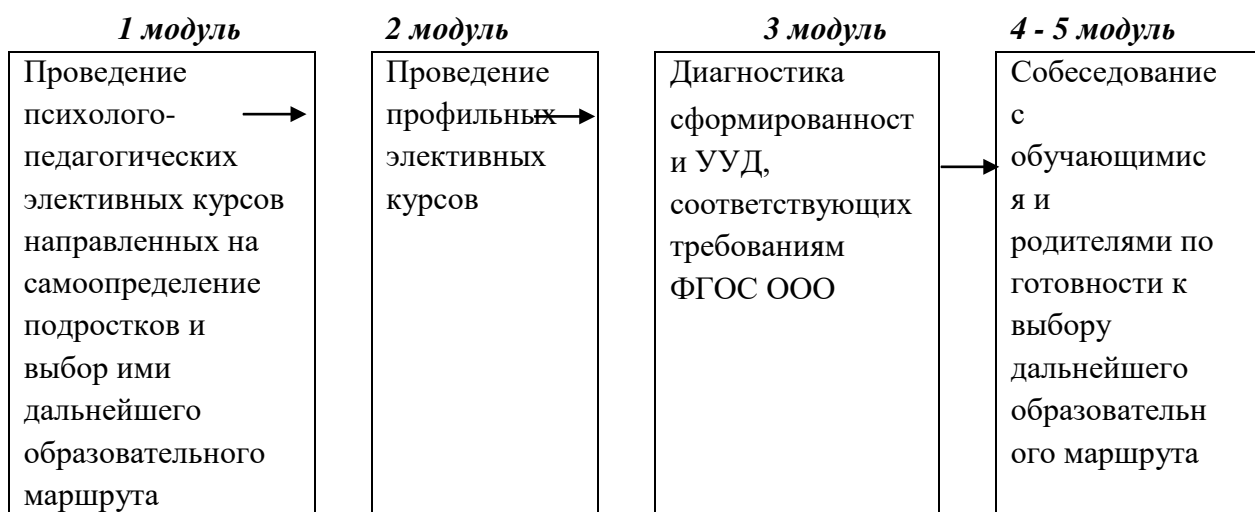 1 модуль
Проведение
психолого-
педагогических
элективных курсов
направленных на
самоопределение
подростков и
выбор ими
дальнейшего
образовательного
маршрута
2 модуль
Проведение
профильных
элективных
курсов
3 модуль
Диагностика
сформированност
и УУД,
соответствующих
требованиям
ФГОС ООО
4 - 5 модуль
Собеседование
с
обучающимис
я и
родителями по
готовности к
выбору
дальнейшего
образовательн
ого маршрута